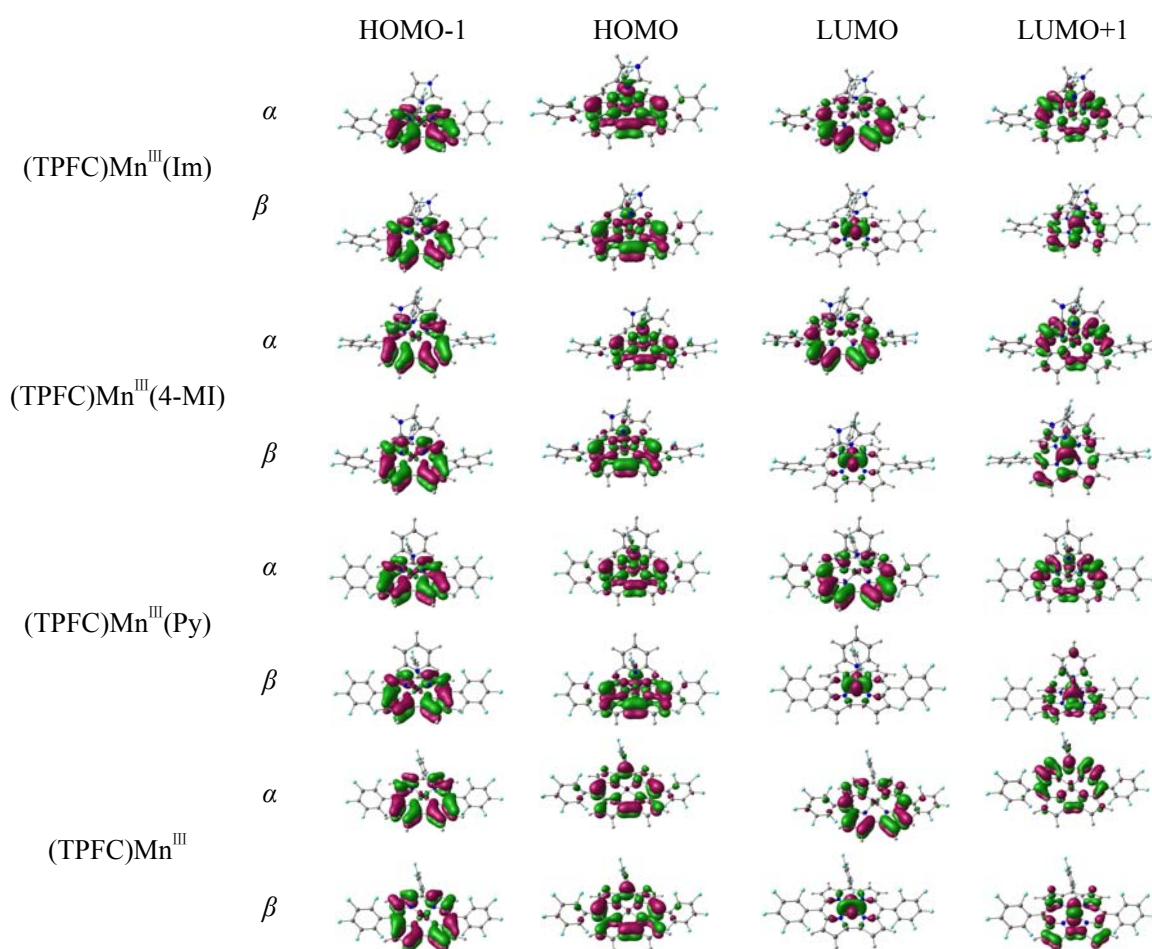 HOMO-1 HOMO LUMO LUMO+1
α
(TPFC)Mn^III(Im)
β
α
(TPFC)Mn^III(4-MI)
β
α
(TPFC)Mn^III(Py)
β
α
(TPFC)Mn^III
β